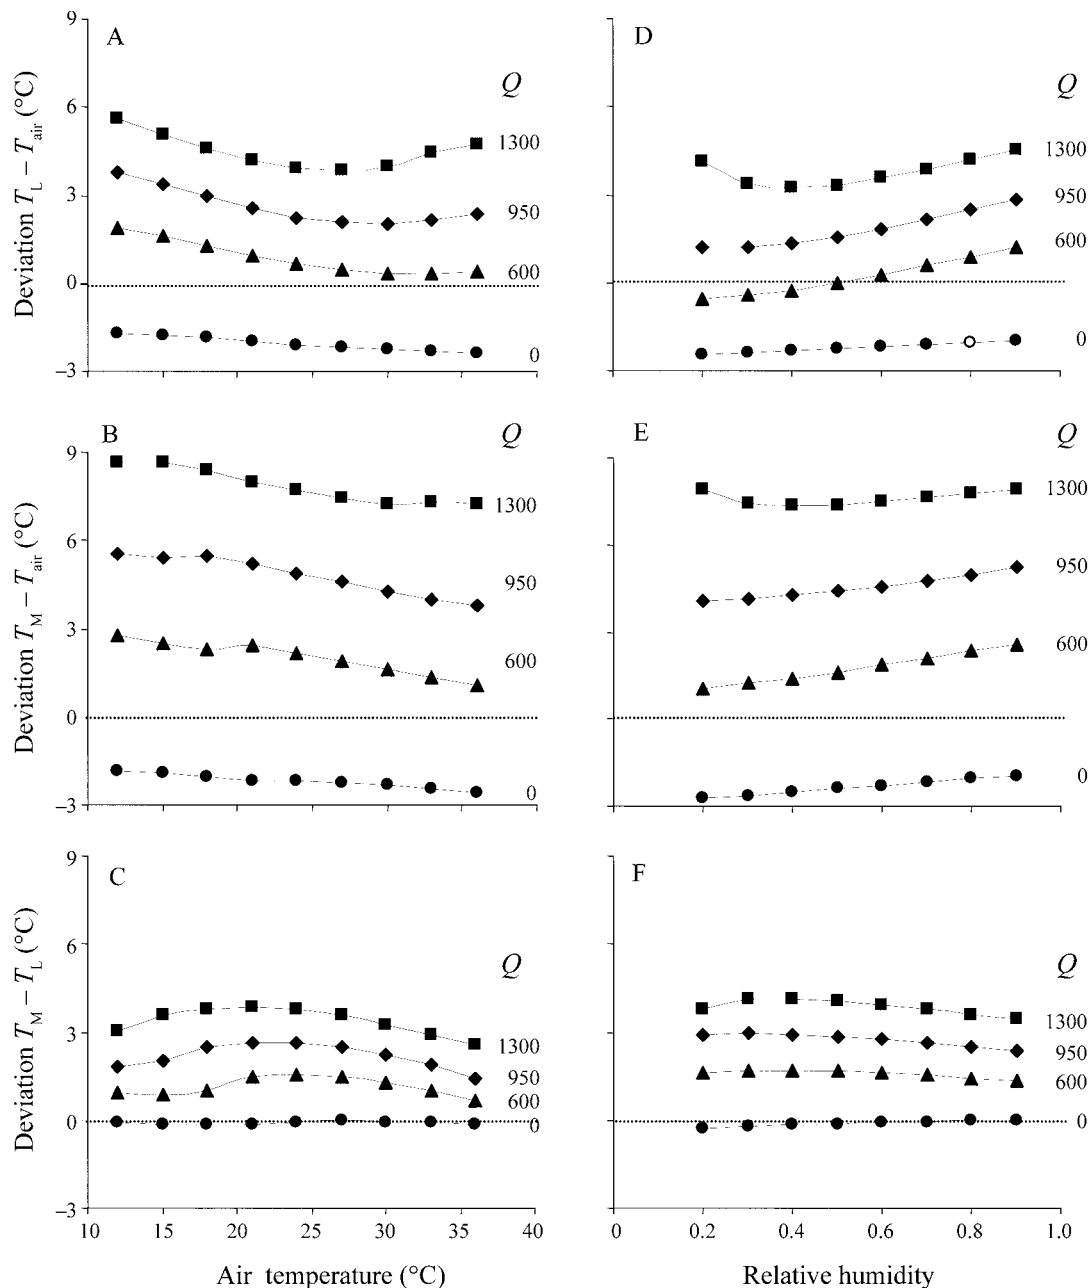 A
Deviation T_L – T_air (°C)
9
6
3
0
–3
Q
1300
950
600
0
D
Q
1300
950
600
0
B
Deviation T_M – T_air (°C)
9
6
3
0
–3
Q
1300
950
600
0
E
Q
1300
950
600
0
C
Deviation T_M – T_L (°C)
9
6
3
0
–3
Q
1300
950
600
0
10 15 20 25 30 35 40
Air temperature (°C)
F
Q
1300
950
600
0
0 0.2 0.4 0.6 0.8 1.0
Relative humidity